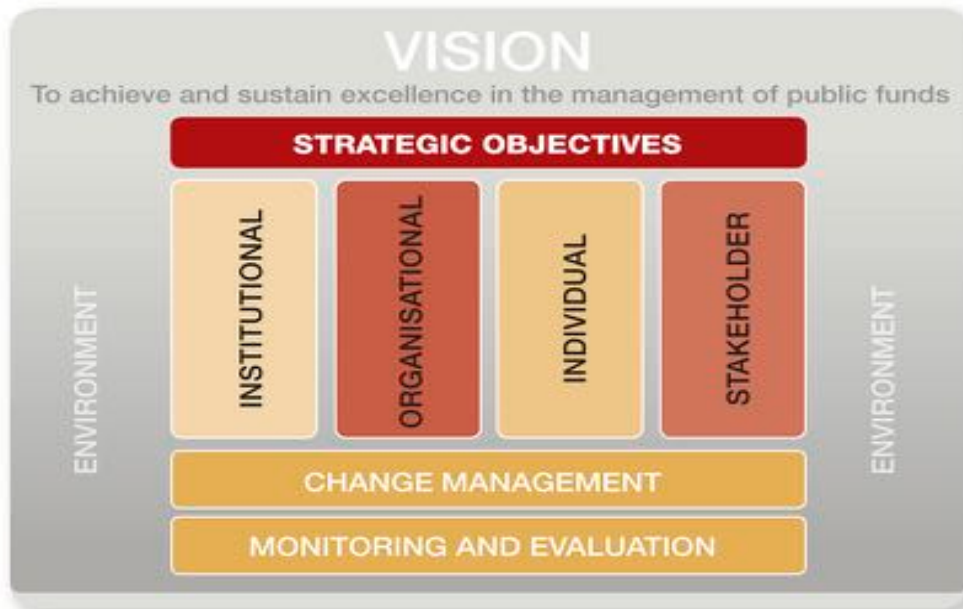 VISION
To achieve and sustain excellence in the management of public funds
STRATEGIC OBJECTIVES
ENVIRONMENT
INSTITUTIONAL
ORGANISATIONAL
INDIVIDUAL
STAKEHOLDER
ENVIRONMENT
CHANGE MANAGEMENT
MONITORING AND EVALUATION